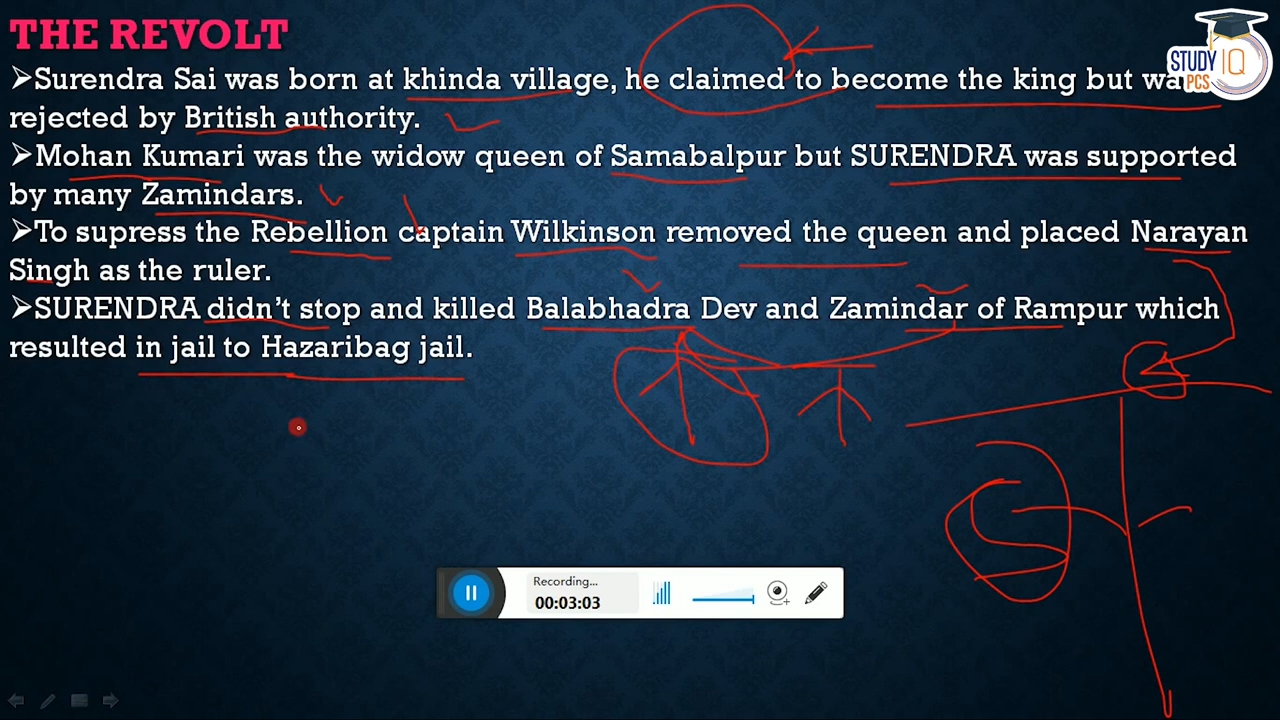 THE REVOLT
STUDY IQ
PCS
➤Surendra Sai was born at khinda village, he claimed to become the king but wa
rejected by British authority.
➤Mohan Kumari was the widow queen of Samabalpur but SURENDRA was supported
by many Zamindars.
➤To supress the Rebellion captain Wilkinson removed the queen and placed Narayan
Singh as the ruler.
➤SURENDRA didn't stop and killed Balabhadra Dev and Zamindar of Rampur which
resulted in jail to Hazaribag jail.
Recording...
00:03:03